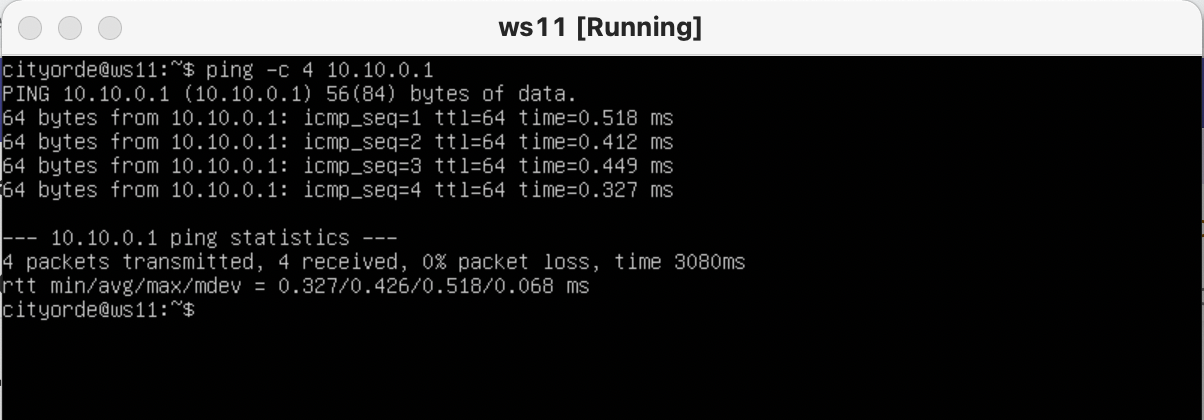 ws11 [Running]
cityorde@ws11:~$ ping -c 4 10.10.0.1
PING 10.10.0.1 (10.10.0.1) 56(84) bytes of data.
64 bytes from 10.10.0.1: icmp_seq=1 ttl=64 time=0.518 ms
64 bytes from 10.10.0.1: icmp_seq=2 ttl=64 time=0.412 ms
64 bytes from 10.10.0.1: icmp_seq=3 ttl=64 time=0.449 ms
64 bytes from 10.10.0.1: icmp_seq=4 ttl=64 time=0.327 ms

--- 10.10.0.1 ping statistics ---
4 packets transmitted, 4 received, 0% packet loss, time 3080ms
rtt min/avg/max/mdev = 0.327/0.426/0.518/0.068 ms
cityorde@ws11:~$